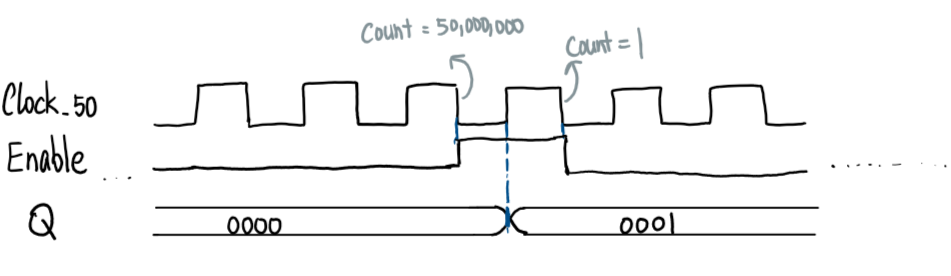 Count = 50,000,000
Count = 1
Clock_50
Enable ... .......
Q 0000 0001